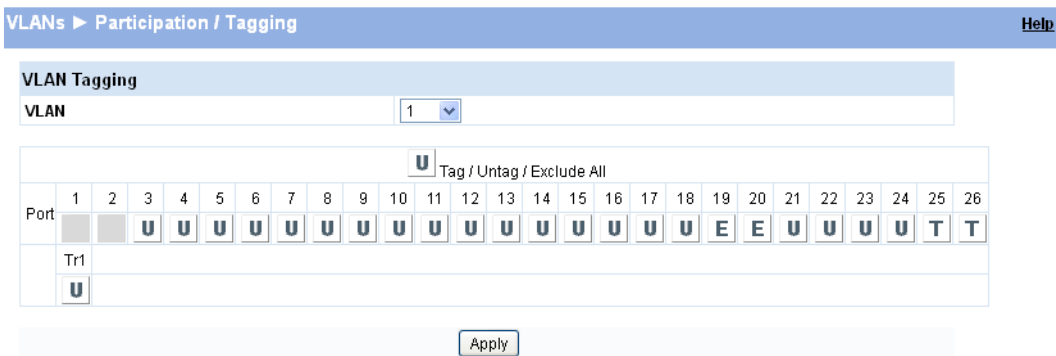 VLANs ► Participation / Tagging Help
VLAN Tagging
VLAN 1
U Tag / Untag / Exclude All
1 2 3 4 5 6 7 8 9 10 11 12 13 14 15 16 17 18 19 20 21 22 23 24 25 26
Port
U U U U U U U U U U U U U U U U E E U U U U T T
Tr1
U
Apply